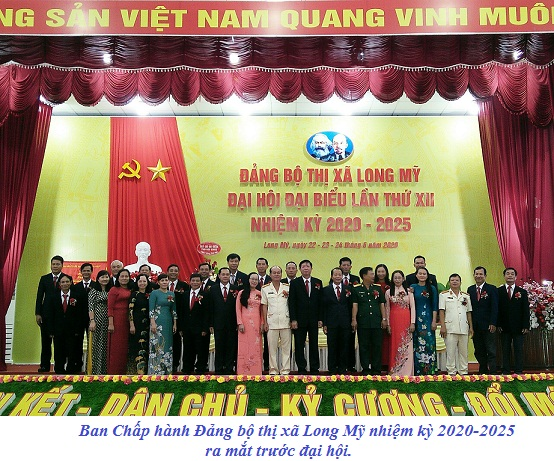 NG SẢN VIỆT NAM QUANG VINH MUÔ
ĐẢNG BỘ THỊ XÃ LONG MỸ
ĐẠI HỘI ĐẠI BIỂU LẦN THỨ XII
NHIỆM KỲ 2020 - 2025
Long Mỹ, ngày 22 - 23 - 24 tháng 6 năm 2020
KẾT - DÂN CHỦ - KỶ CƯƠNG - ĐỔI M
Ban Chấp hành Đảng bộ thị xã Long Mỹ nhiệm kỳ 2020-2025
ra mắt trước đại hội.